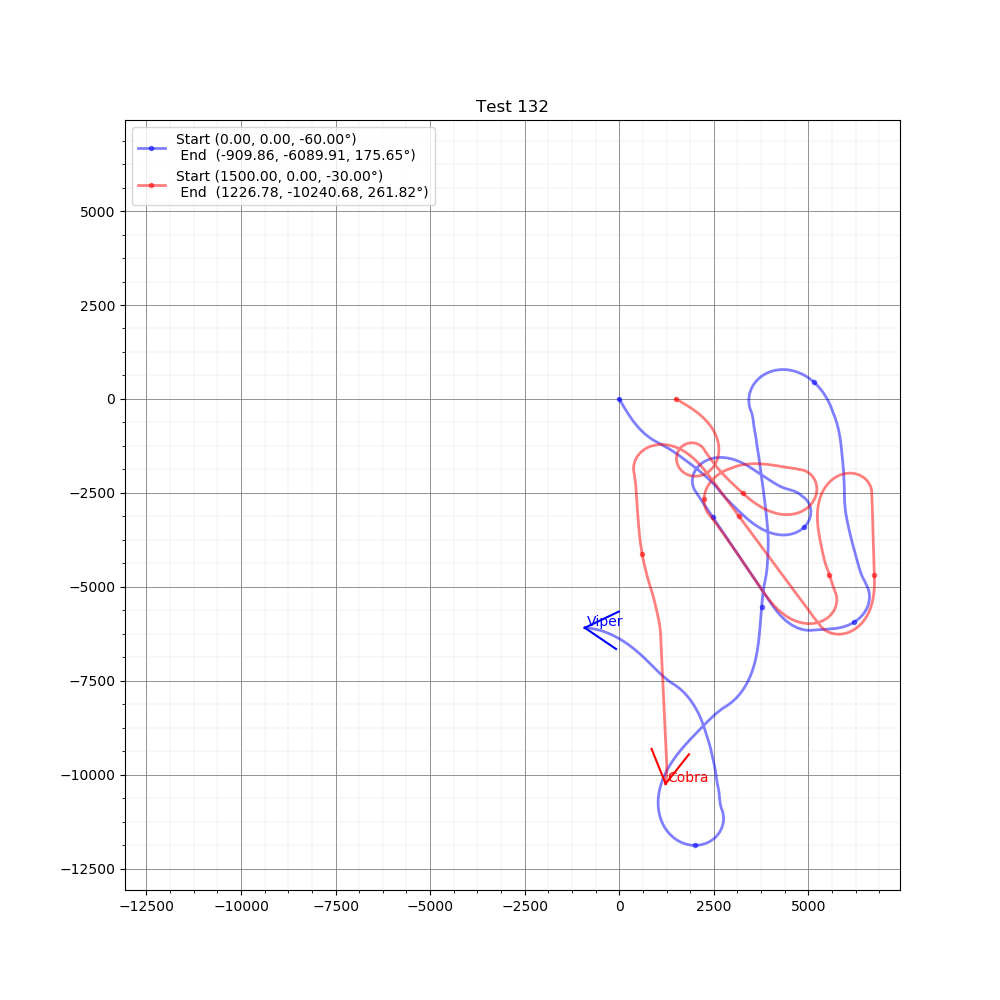 Test 132
Start (0.00, 0.00, -60.00°)
End (-909.86, -6089.91, 175.65°)
Start (1500.00, 0.00, -30.00°)
End (1226.78, -10240.68, 261.82°)
5000
2500
0
−2500
−5000
−7500
−10000
−12500
Viper
Cobra
−12500 −10000 −7500 −5000 −2500 0 2500 5000